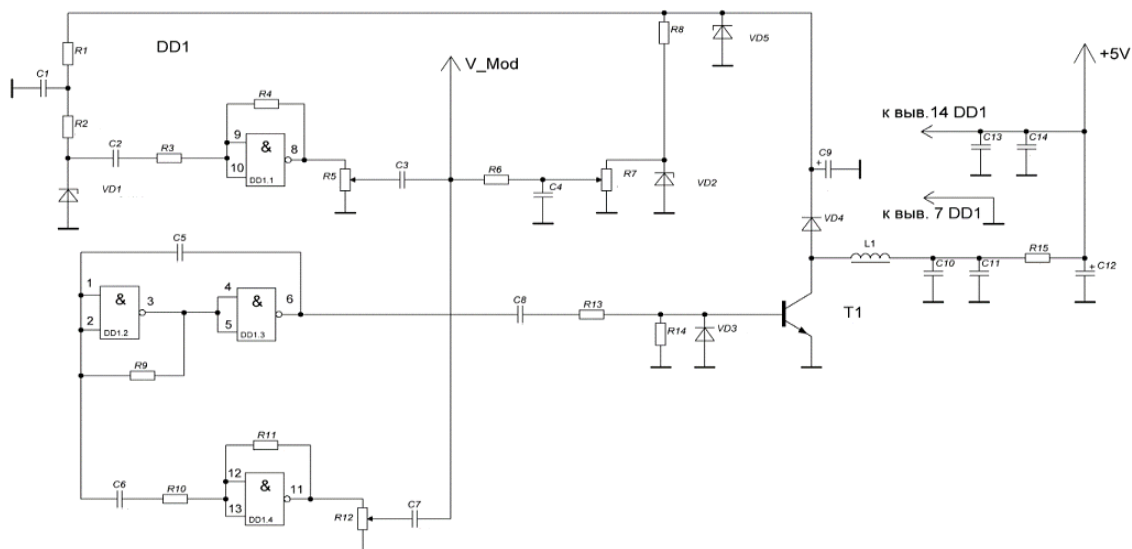 DD1
R1
C1
R2
VD1
C2
R3
R4
9
10
&
8
DD1.1
R5
C3
V_Mod
R6
C4
R7
R8
VD2
VD5
C9
+
VD4
+5V
к выв.14 DD1
C13
C14
к выв. 7 DD1
L1
C10
C11
R15
C12
+
C5
1
2
&
3
DD1.2
4
5
&
6
DD1.3
R9
C8
R13
R14
VD3
T1
C6
R10
R11
12
13
&
11
DD1.4
R12
C7